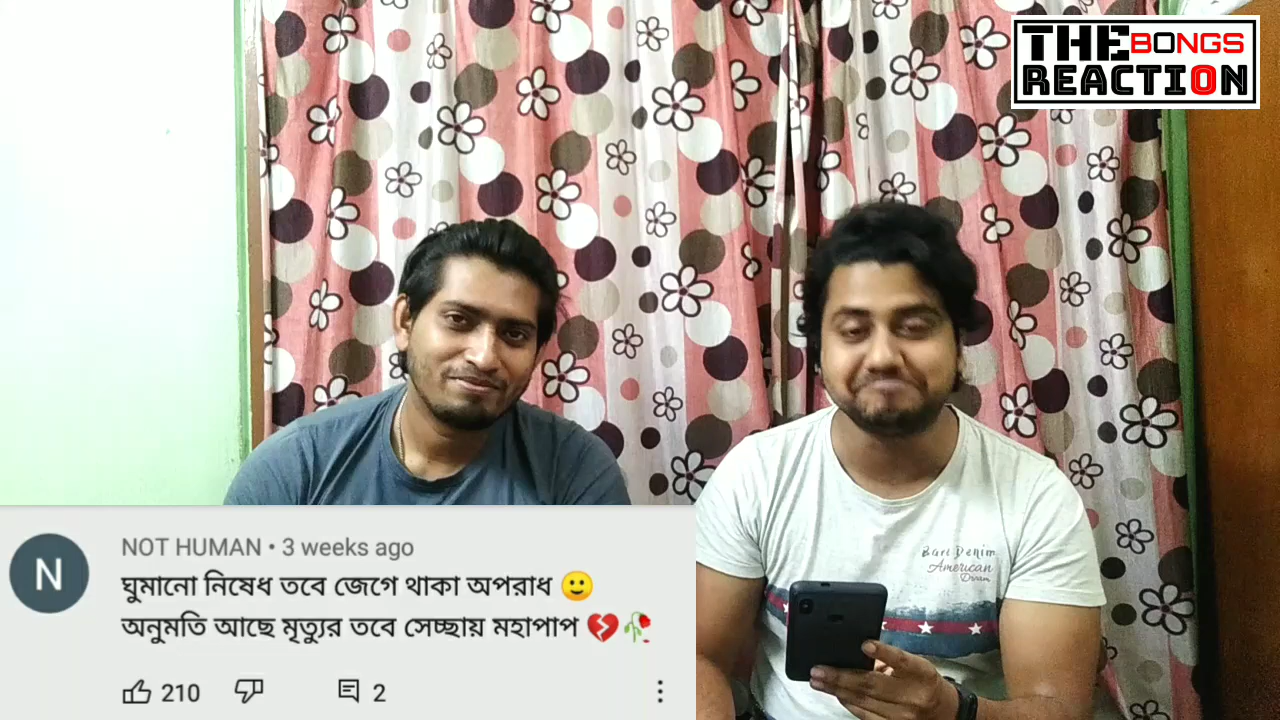 THE BONGS
REACTION
Bari Denim
American
Dream
N
NOT HUMAN • 3 weeks ago
ঘুমানো নিষেধ তবে জেগে থাকা অপরাধ 🙂
অনুমতি আছে মৃত্যুর তবে সেচ্ছায় মহাপাপ 💔🥀
210
2